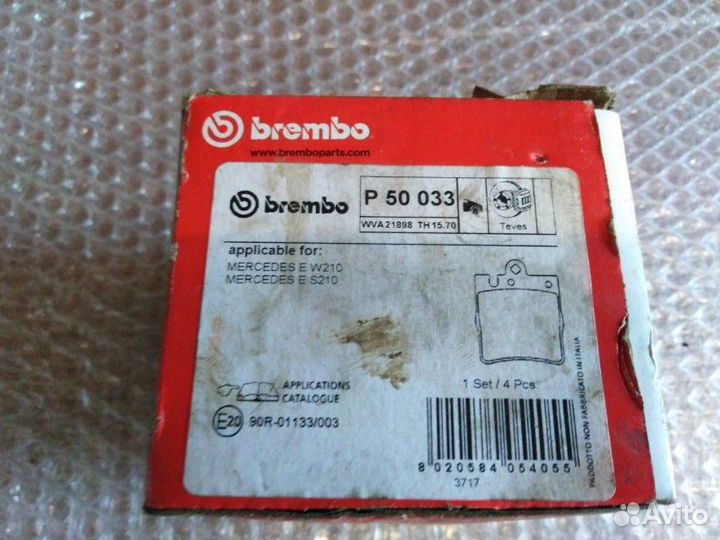 brembo
www.bremboparts.com
brembo
P 50 033
WVA 21898 TH 15.70
Teves
applicable for:
MERCEDES E W210
MERCEDES E S210
1 Set / 4 Pcs
APPLICATIONS
CATALOGUE
E20 90R-01133/003
8 020584 054055
3717
PRODOTTO NON FABBRICATO IN ITALIA
Avito